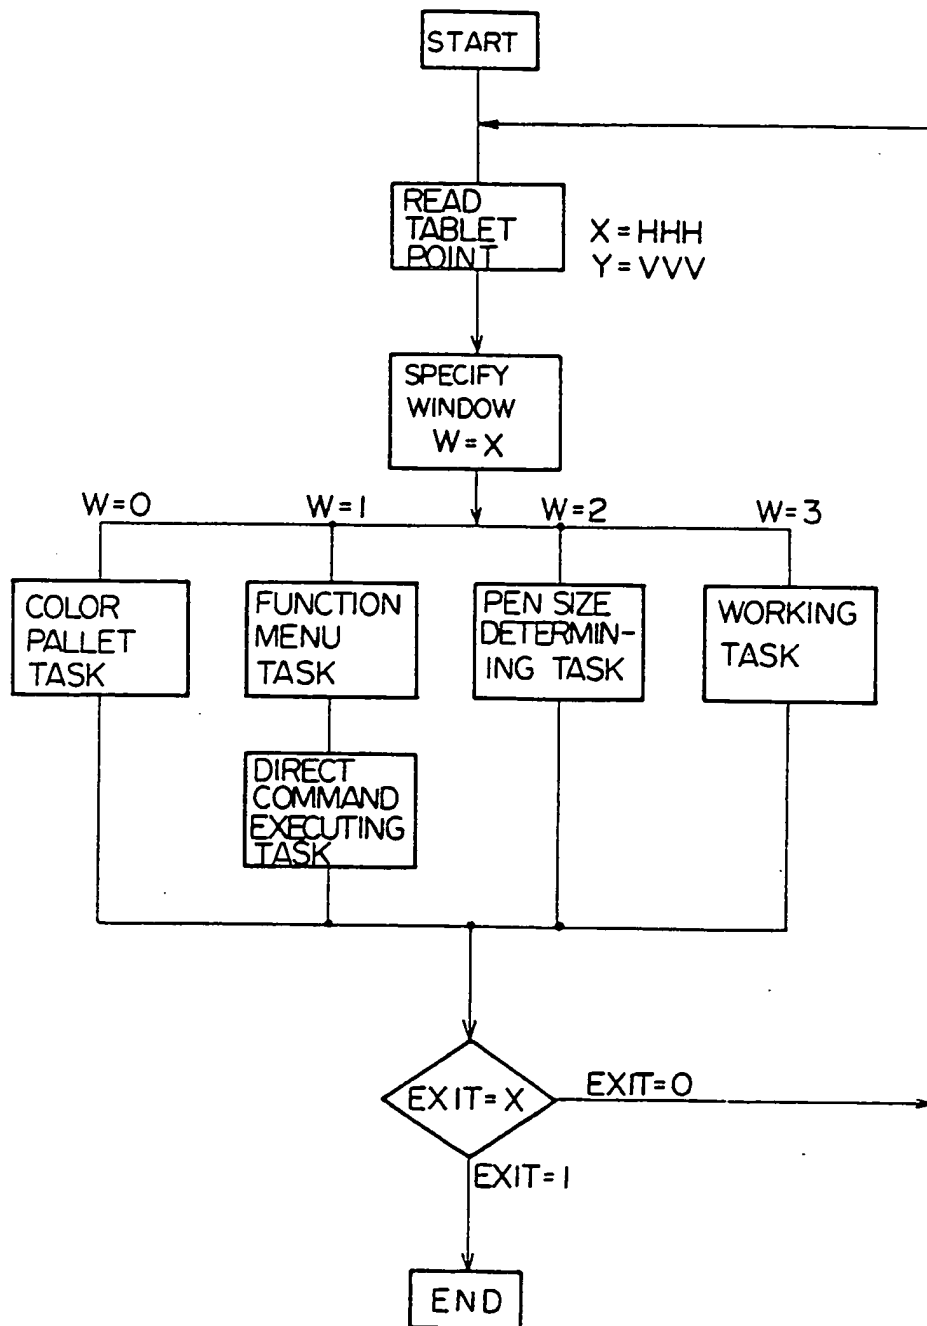 START
READ
TABLET
POINT
X = HHH
Y = VVV
SPECIFY
WINDOW
W = X
W=0
W=1
W=2
W=3
COLOR
PALLET
TASK
FUNCTION
MENU
TASK
PEN SIZE
DETERMIN-
ING TASK
WORKING
TASK
DIRECT
COMMAND
EXECUTING
TASK
EXIT=X
EXIT=0
EXIT=1
END